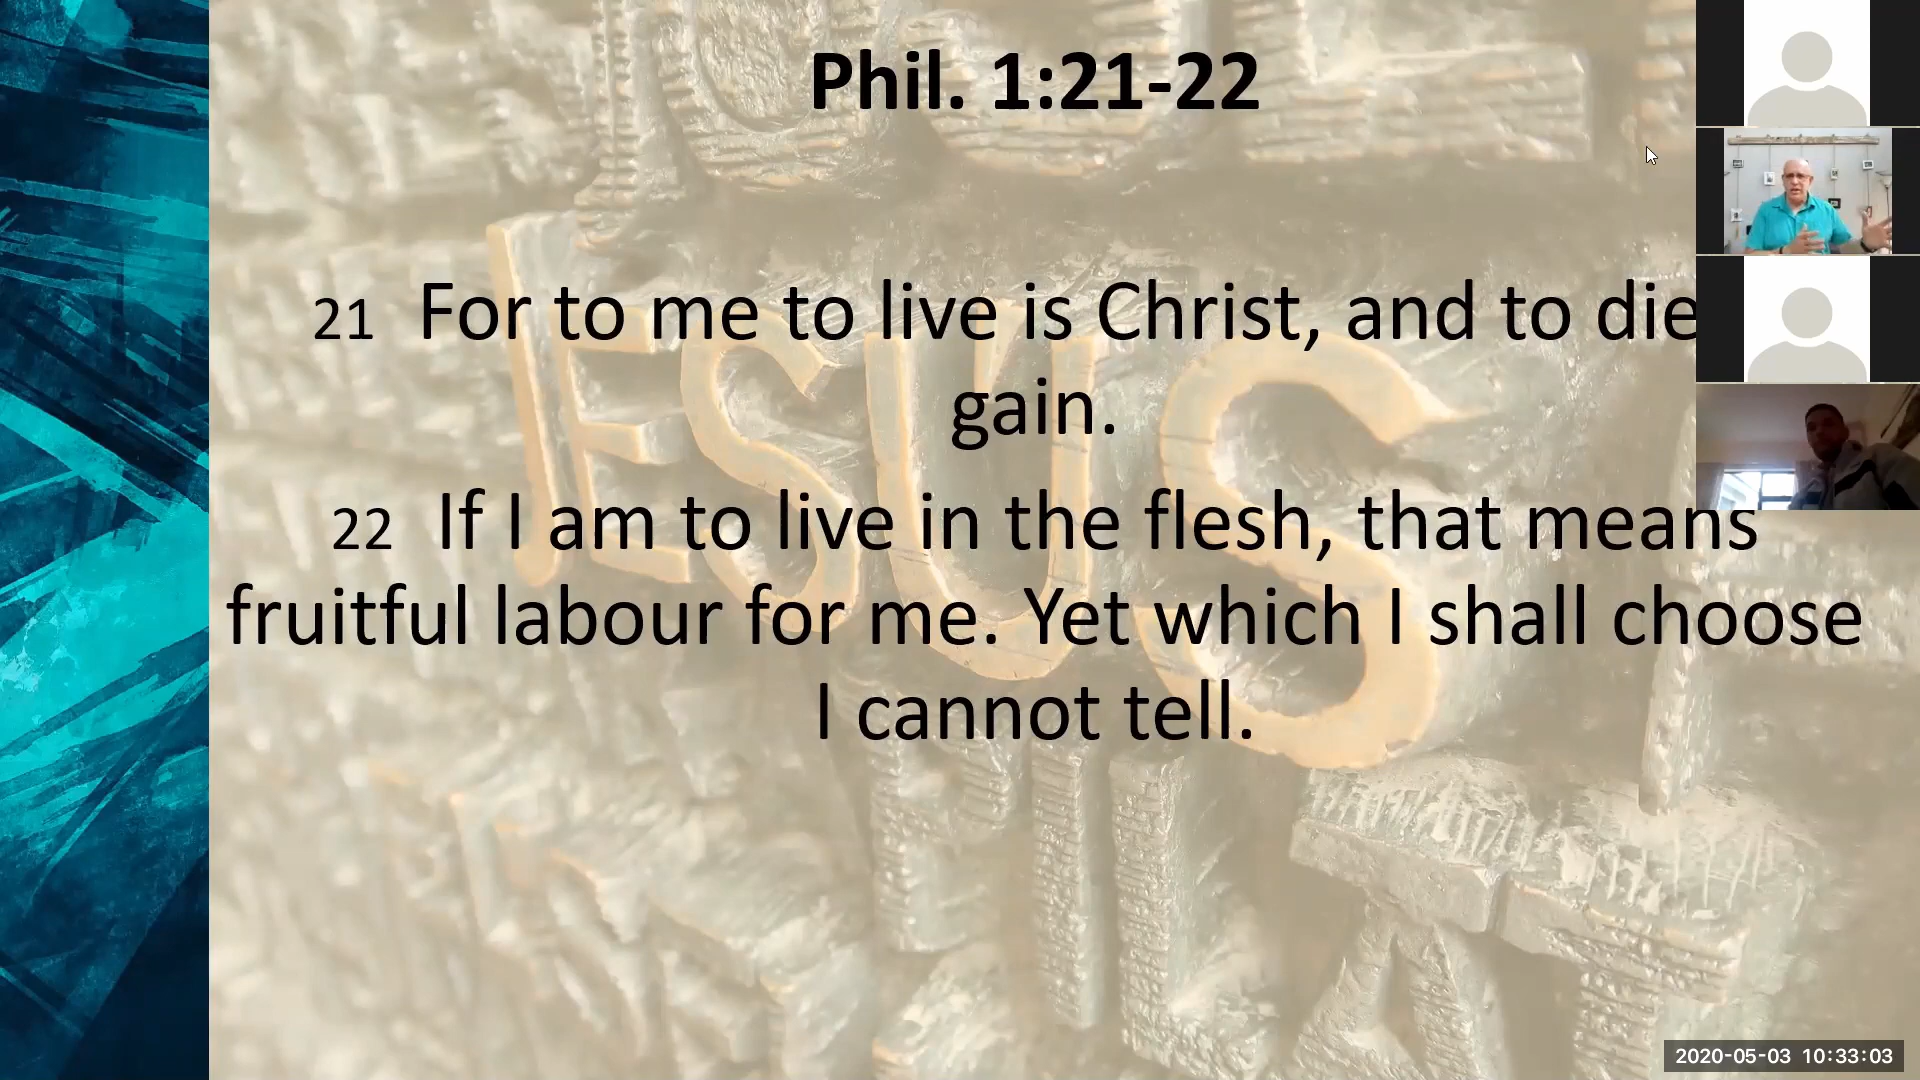 Phil. 1:21-22
21 For to me to live is Christ, and to die
gain.
22 If I am to live in the flesh, that means
fruitful labour for me. Yet which I shall choose
I cannot tell.
JESUS
PILAT
2020-05-03 10:33:03